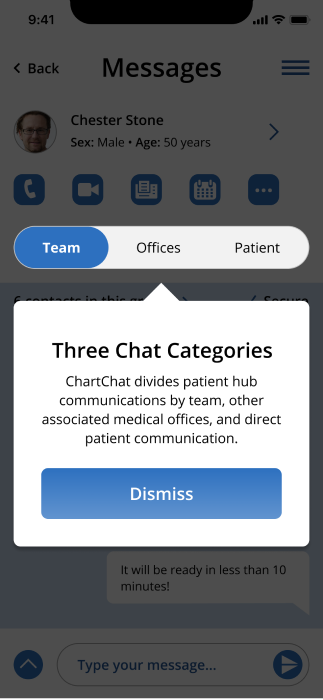 9:41
Back
Messages
Chester Stone
Sex: Male • Age: 50 years
Team
Offices
Patient
6 contacts in this
Secure
Three Chat Categories
ChartChat divides patient hub
communications by team, other
associated medical offices, and direct
patient communication.
Dismiss
It will be ready in less than 10
minutes!
Type your message...